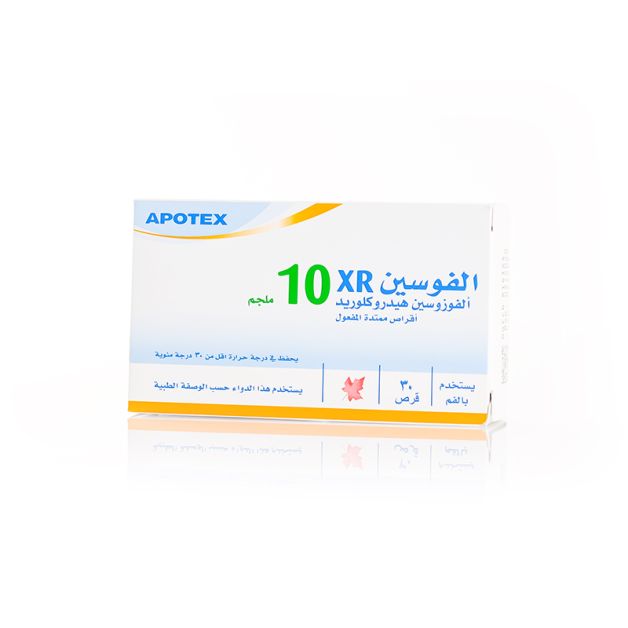 APOTEX
الفوسين XR 10 ملجم
ألفوزوسين هيدروكلوريد
أقراص ممتدة المفعول
يحفظ في درجة حرارة اقل من ٣٠ درجة مئوية
يستخدم بالفم
٣٠ قرص
يستخدم هذا الدواء حسب الوصفة الطبية